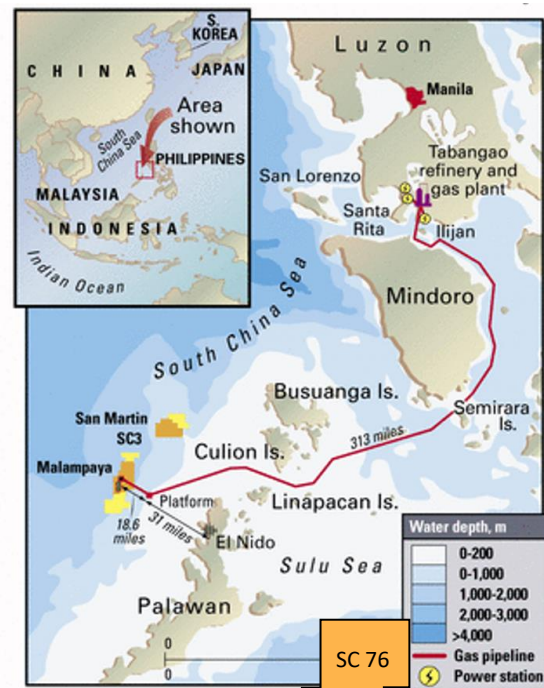 S.
KOREA
CHINA
JAPAN
Area
shown
South
China Sea
PHILIPPINES
MALAYSIA
INDONESIA
Indian Ocean
Luzon
Manila
Tabangao
refinery and
gas plant
San Lorenzo
Santa
Rita
Ilijan
Mindoro
South China Sea
Busuanga Is.
Semirara
Is.
San Martin
SC3
Culion Is.
313 miles
Malampaya
Platform
Linapacan Is.
18.6
miles
31 miles
El Nido
Sulu Sea
Palawan
Water depth, m
0-200
0-1,000
1,000-2,000
2,000-3,000
>4,000
Gas pipeline
Power station
0
0
SC 76